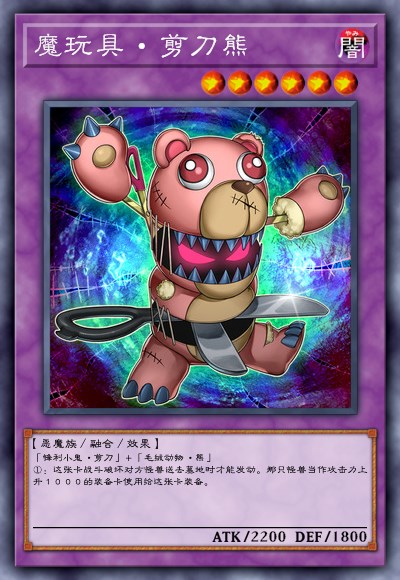 魔玩具・剪刀熊
やみ
闇
【恶魔族／融合／效果】
「锋利小鬼・剪刀」+「毛绒动物・熊」
①：这张卡战斗破坏对方怪兽送去墓地时才能发动。那只怪兽当作攻击力上
升１０００的装备卡使用给这张卡装备。
ATK/2200 DEF/1800